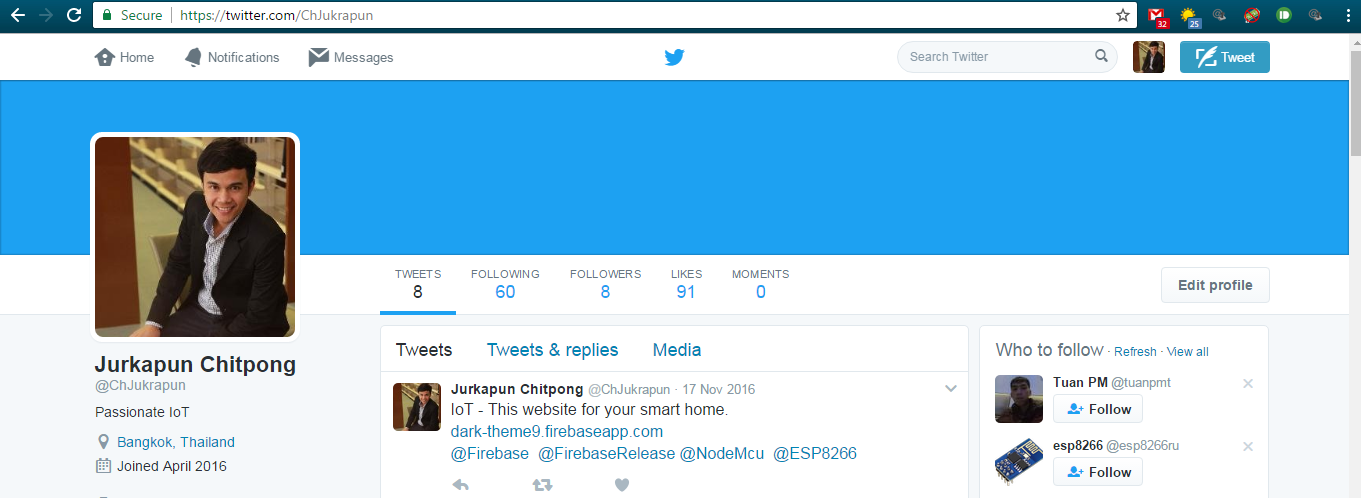 Secure https://twitter.com/ChJukrapun
32
25
Home Notifications Messages
Search Twitter
Tweet
TWEETS FOLLOWING FOLLOWERS LIKES MOMENTS
8 60 8 91 0
Edit profile
Jurkapun Chitpong
@ChJukrapun
Passionate IoT
Bangkok, Thailand
Joined April 2016
Tweets Tweets & replies Media
Jurkapun Chitpong @ChJukrapun · 17 Nov 2016
IoT - This website for your smart home.
dark-theme9.firebaseapp.com
@Firebase @FirebaseRelease @NodeMcu @ESP8266
Who to follow · Refresh · View all
Tuan PM @tuanpmt
Follow
esp8266 @esp8266ru
Follow